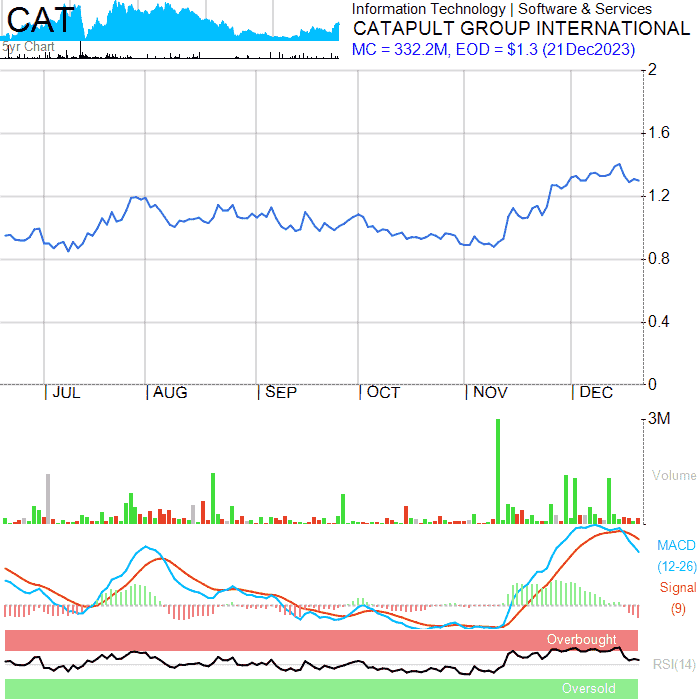 CAT
5yr Chart
Information Technology | Software & Services
CATAPULT GROUP INTERNATIONAL
MC = 332.2M, EOD = $1.3 (21Dec2023)
2
1.6
1.2
0.8
0.4
0
| JUL | AUG | SEP | OCT | NOV | DEC
3M
Volume
MACD
(12-26)
Signal
(9)
Overbought
RSI(14)
Oversold